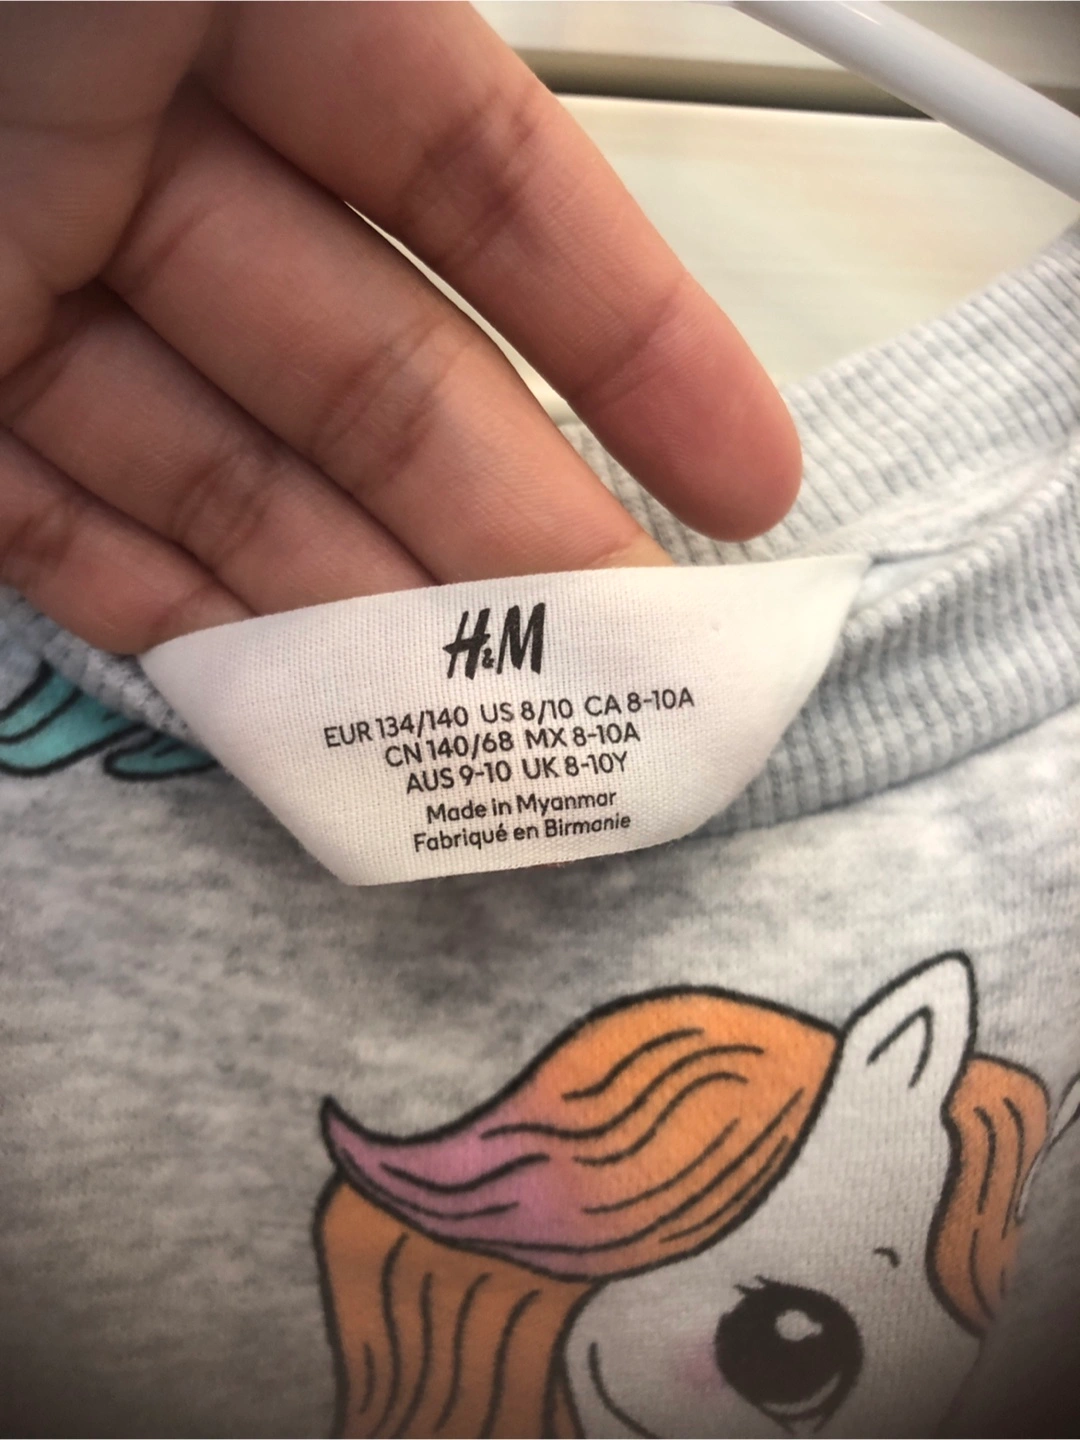 H&M
EUR 134/140 US 8/10 CA 8-10A
CN 140/68 MX 8-10A
AUS 9-10 UK 8-10Y
Made in Myanmar
Fabriqué en Birmanie